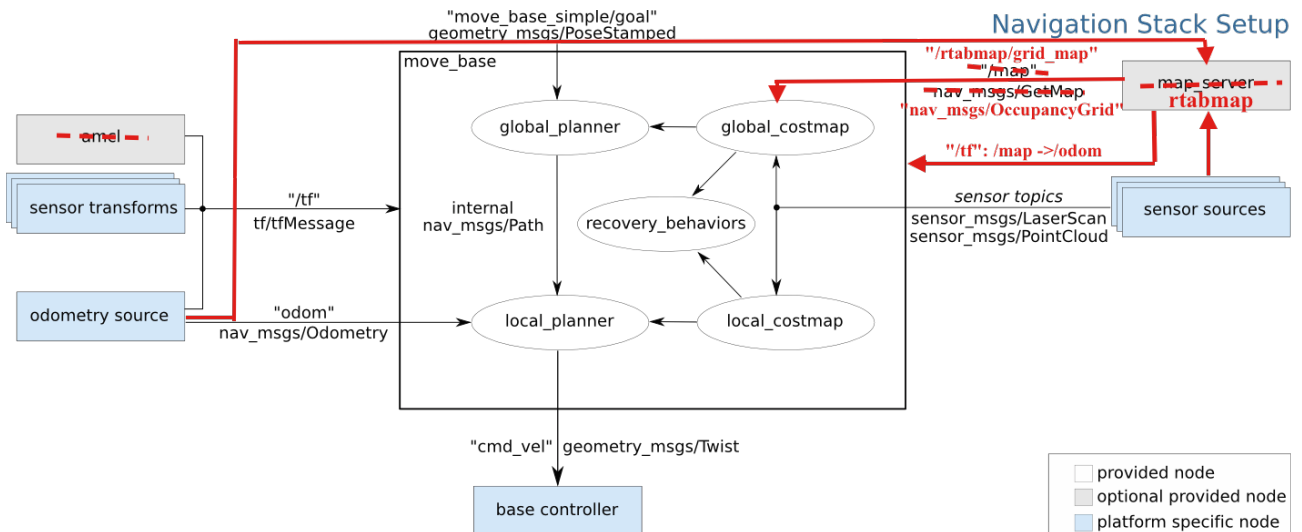 "move_base_simple/goal"
geometry_msgs/PoseStamped
Navigation Stack Setup
move_base
"/rtabmap/grid_map"
"/map"
nav_msgs/GetMap
"nav_msgs/OccupancyGrid"
map_server
rtabmap
amcl
global_planner
global_costmap
"/tf": /map ->/odom
sensor transforms
"/tf"
tf/tfMessage
internal
nav_msgs/Path
recovery_behaviors
sensor topics
sensor_msgs/LaserScan
sensor_msgs/PointCloud
sensor sources
odometry source
"odom"
nav_msgs/Odometry
local_planner
local_costmap
"cmd_vel" geometry_msgs/Twist
base controller
provided node
optional provided node
platform specific node